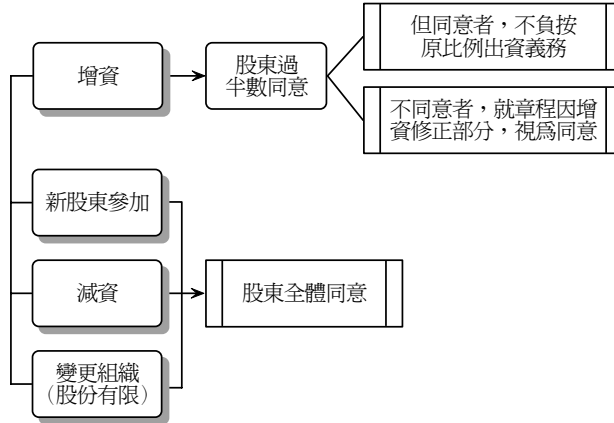 增資
股東過
半數同意
但同意者，不負按
原比例出資義務
不同意者，就章程因增
資修正部分，視為同意
新股東參加
減資
股東全體同意
變更組織
（股份有限）